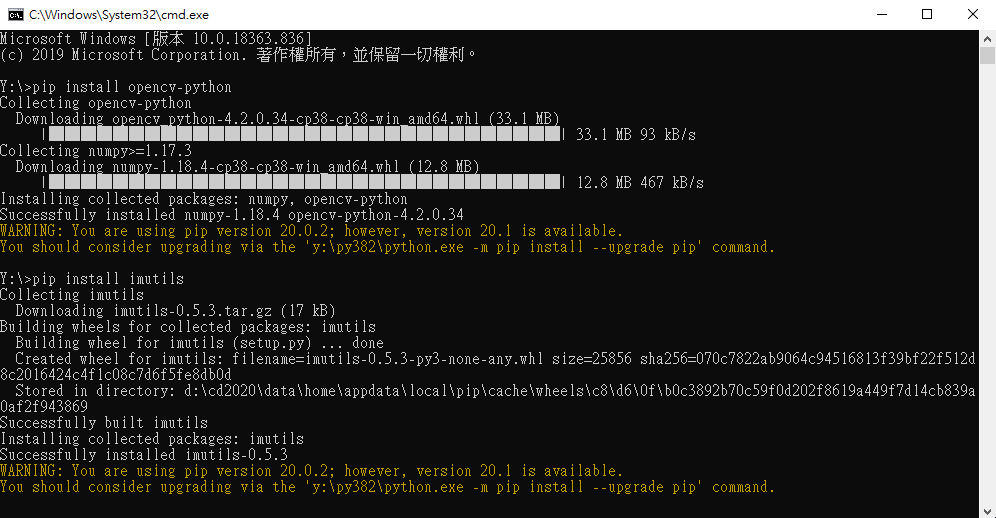 C:\Windows\System32\cmd.exe
Microsoft Windows [版本 10.0.18363.836]
(c) 2019 Microsoft Corporation. 著作權所有，並保留一切權利。
Y:\>pip install opencv-python
Collecting opencv-python
Downloading opencv_python-4.2.0.34-cp38-cp38-win_amd64.whl (33.1 MB)
33.1 MB 93 kB/s
Collecting numpy>=1.17.3
Downloading numpy-1.18.4-cp38-cp38-win_amd64.whl (12.8 MB)
12.8 MB 467 kB/s
Installing collected packages: numpy, opencv-python
Successfully installed numpy-1.18.4 opencv-python-4.2.0.34
WARNING: You are using pip version 20.0.2; however, version 20.1 is available.
You should consider upgrading via the 'y:\py382\python.exe -m pip install --upgrade pip' command.
Y:\>pip install imutils
Collecting imutils
Downloading imutils-0.5.3.tar.gz (17 kB)
Building wheels for collected packages: imutils
Building wheel for imutils (setup.py) ... done
Created wheel for imutils: filename=imutils-0.5.3-py3-none-any.whl size=25856 sha256=070c7822ab9064c94516813f39bf22f512d
8c2016424c4f1c08c7d6f5fe8db0d
Stored in directory: d:\cd2020\data\home\appdata\local\pip\cache\wheels\c8\d6\0f\b0c3892b70c59f0d202f8619a449f7d14cb839a
0af2f943869
Successfully built imutils
Installing collected packages: imutils
Successfully installed imutils-0.5.3
WARNING: You are using pip version 20.0.2; however, version 20.1 is available.
You should consider upgrading via the 'y:\py382\python.exe -m pip install --upgrade pip' command.